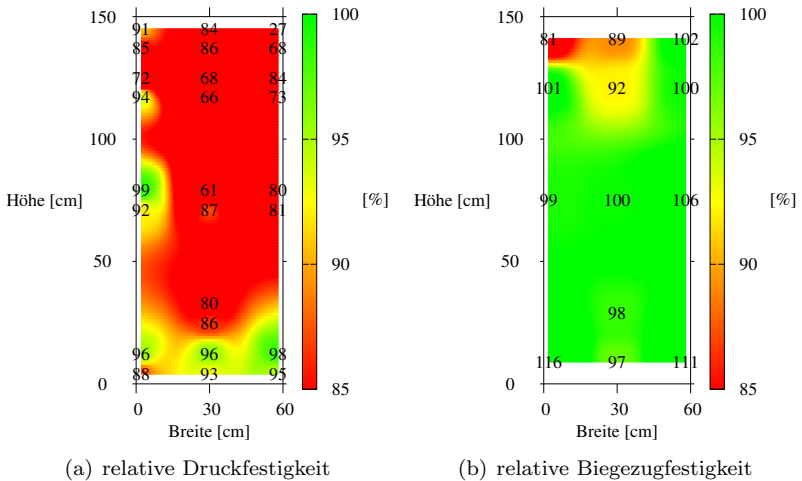 150
91 84 27
85 86 68
72 68 84
94 66 73
100
99 61 80
92 87 81
Höhe [cm]
50
80
86
96 96 98
88 93 95
0
0 30 60
Breite [cm]
100
95
[%]
90
85
(a) relative Druckfestigkeit
150
81 89 102
101 92 100
100
99 100 106
Höhe [cm]
50
98
116 97 111
0
0 30 60
Breite [cm]
100
95
[%]
90
85
(b) relative Biegezugfestigkeit